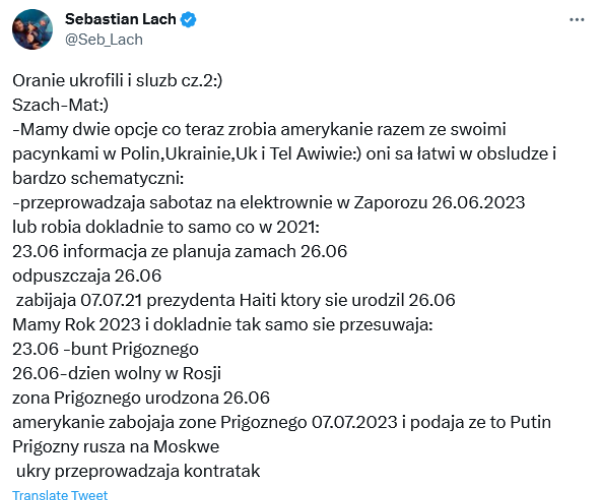 Sebastian Lach
@Seb_Lach
Oranie ukrofili i sluzb cz.2:)
Szach-Mat:)
-Mamy dwie opcje co teraz zrobia amerykanie razem ze swoimi
pacynkami w Polin,Ukrainie,Uk i Tel Awiwie:) oni sa łatwi w obsludze i
bardzo schematyczni:
-przeprowadzaja sabotaz na elektrownie w Zaporozu 26.06.2023
lub robia dokladnie to samo co w 2021:
23.06 informacja ze planuja zamach 26.06
odpuszczaja 26.06
zabijaja 07.07.21 prezydenta Haiti ktory sie urodzil 26.06
Mamy Rok 2023 i dokladnie tak samo sie przesuwaja:
23.06 -bunt Prigoznego
26.06-dzien wolny w Rosji
zona Prigoznego urodzona 26.06
amerykanie zabojaja zone Prigoznego 07.07.2023 i podaja ze to Putin
Prigozny rusza na Moskwe
ukry przeprowadzaja kontratak
Translate Tweet